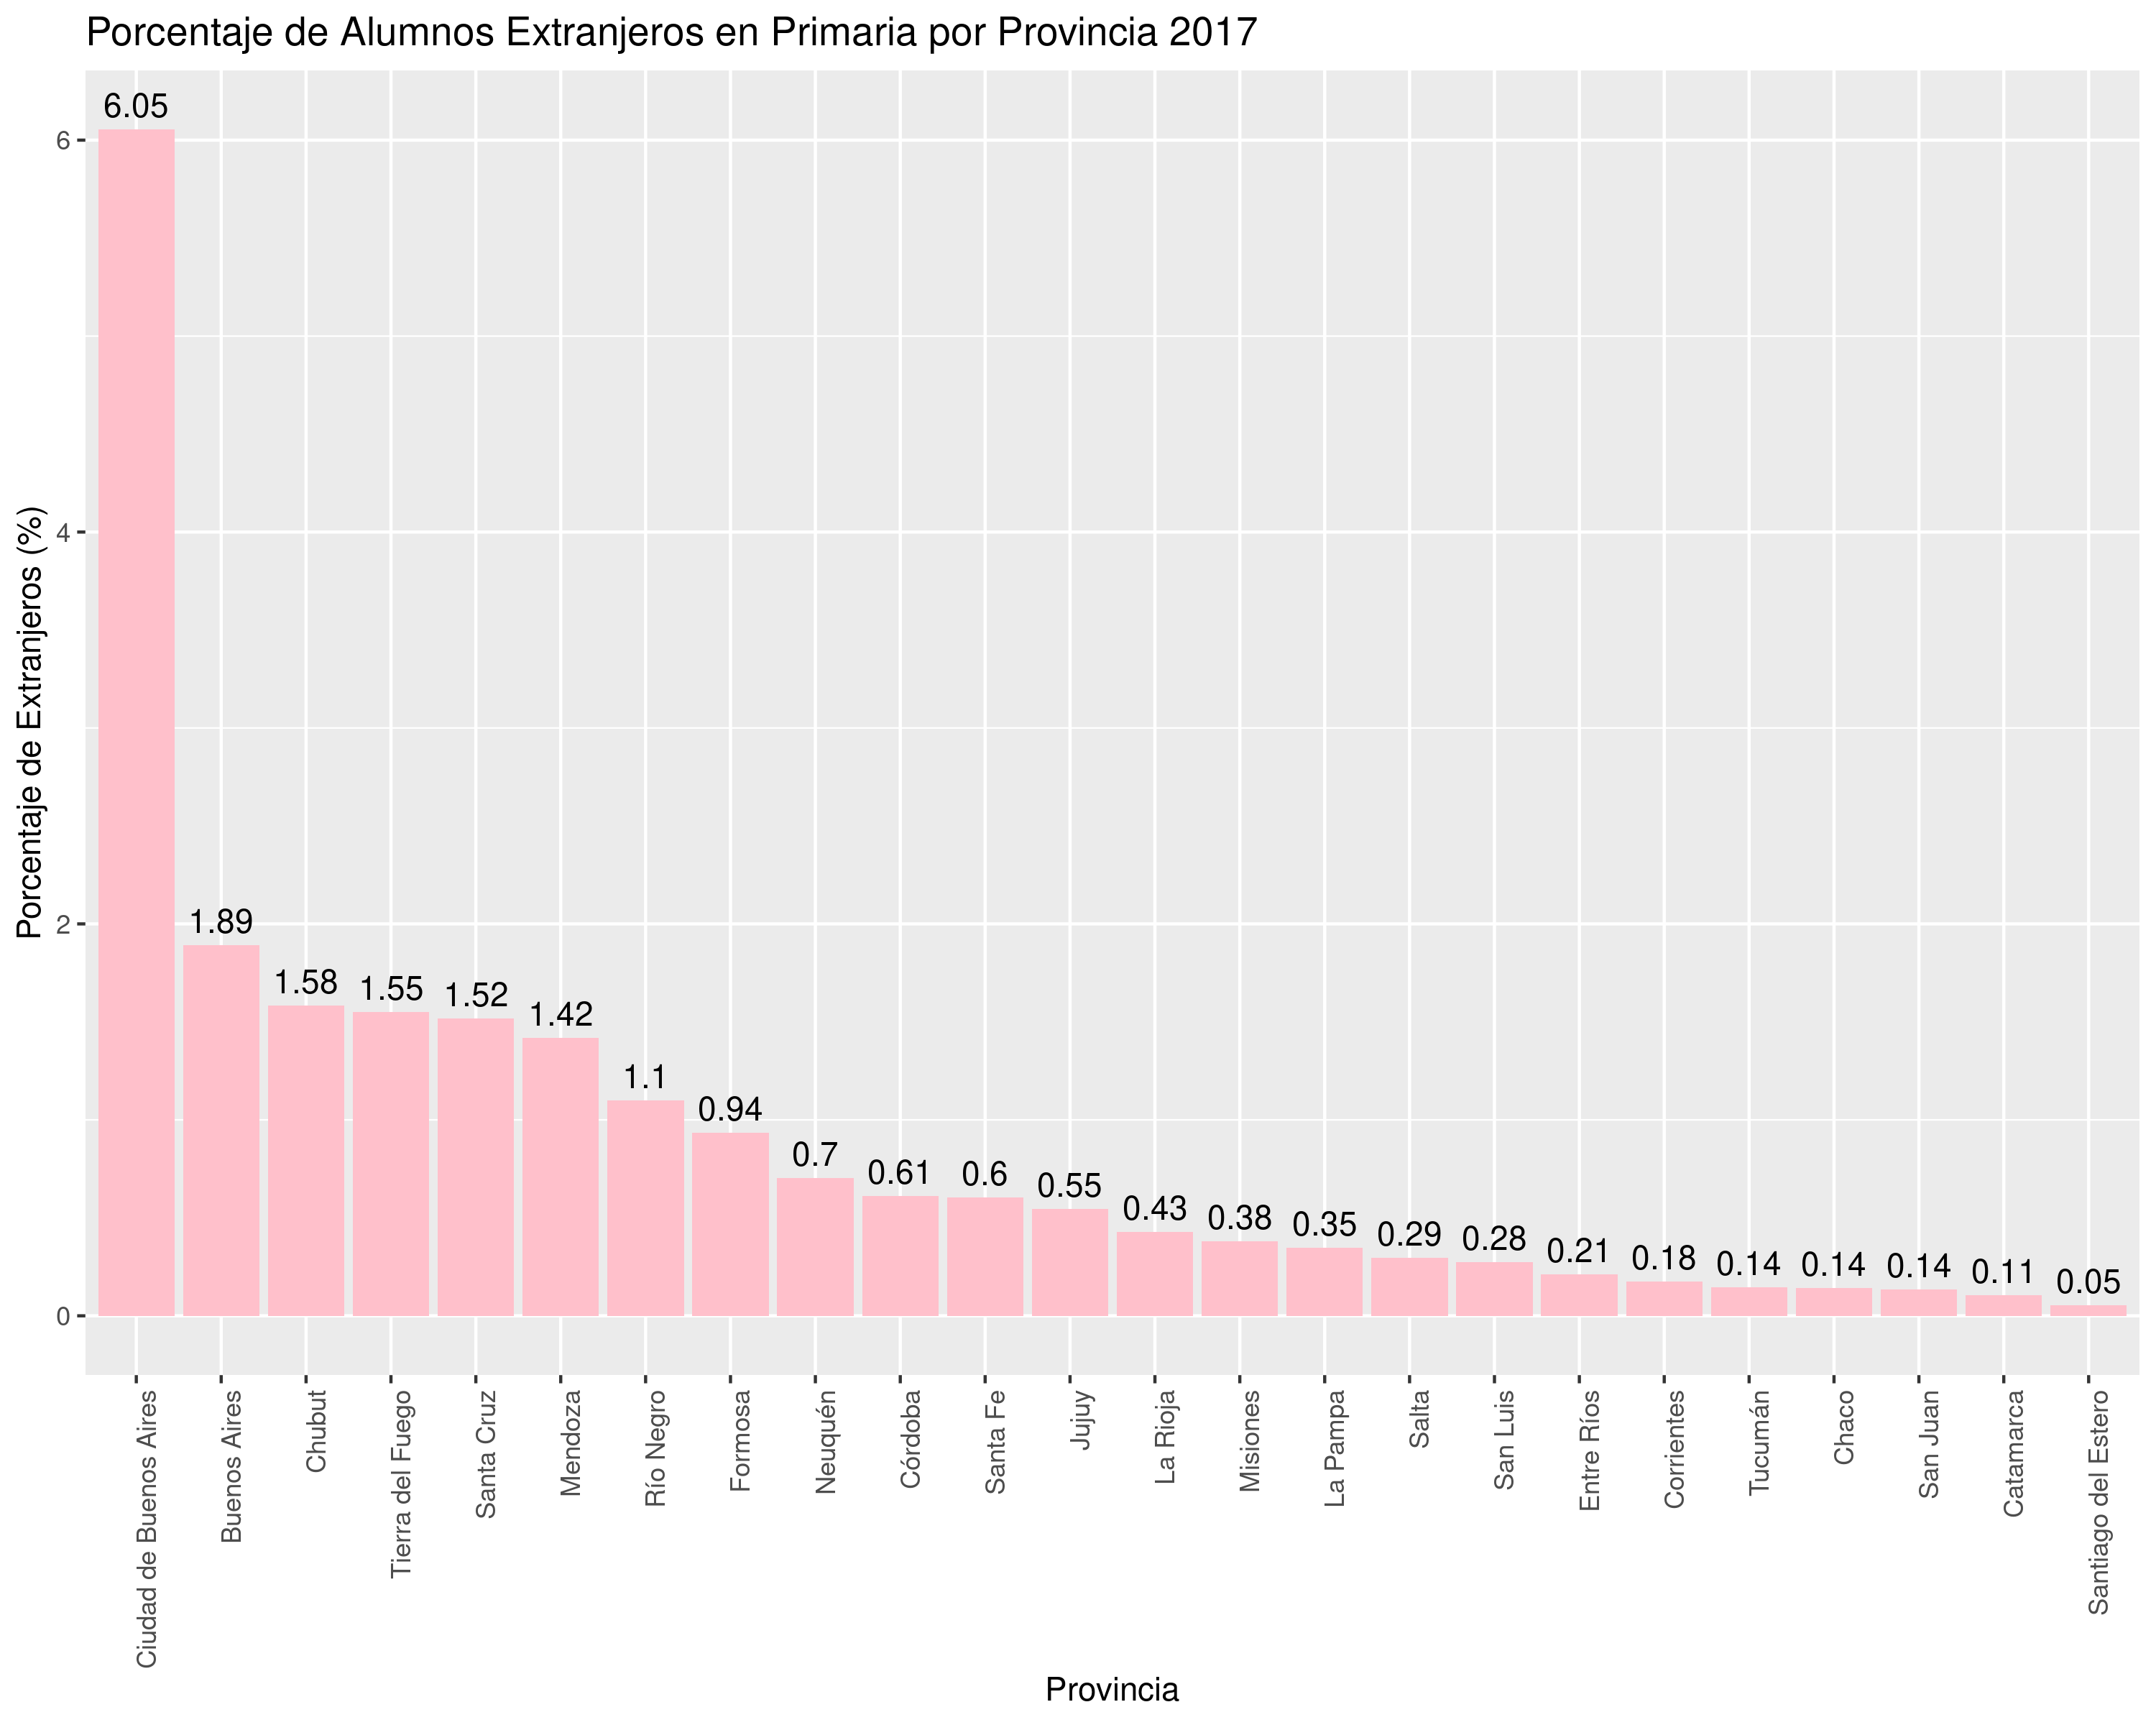 Porcentaje de Alumnos Extranjeros en Primaria por Provincia 2017
Porcentaje de Extranjeros (%)
6
4
2
0
6.05
1.89
1.58
1.55
1.52
1.42
1.1
0.94
0.7
0.61
0.6
0.55
0.43
0.38
0.35
0.29
0.28
0.21
0.18
0.14
0.14
0.14
0.11
0.05
Ciudad de Buenos Aires
Buenos Aires
Chubut
Tierra del Fuego
Santa Cruz
Mendoza
Río Negro
Formosa
Neuquén
Córdoba
Santa Fe
Jujuy
La Rioja
Misiones
La Pampa
Salta
San Luis
Entre Ríos
Corrientes
Tucumán
Chaco
San Juan
Catamarca
Santiago del Estero
Provincia